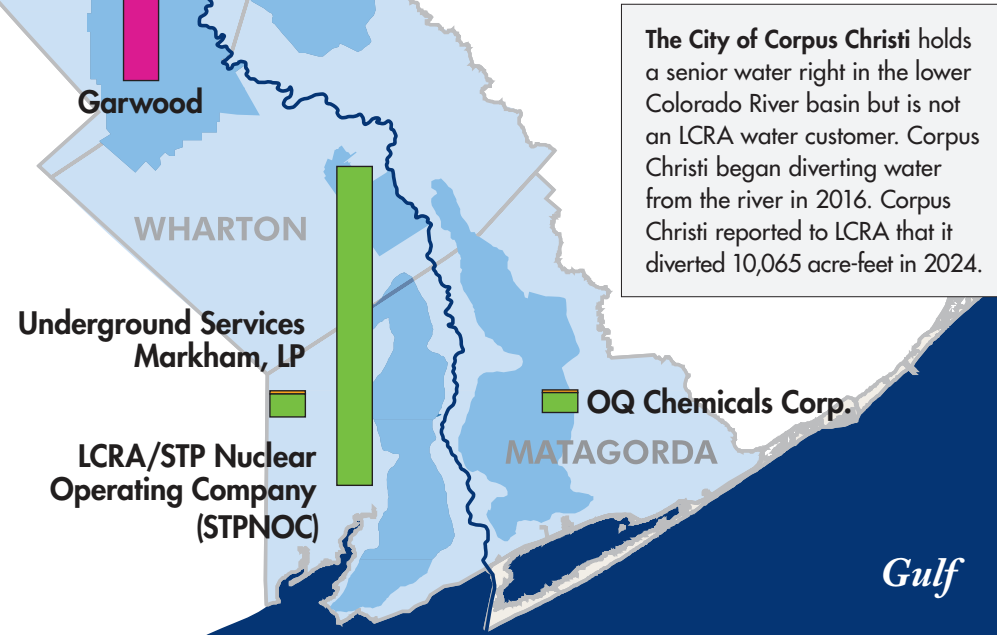 The City of Corpus Christi holds
a senior water right in the lower
Colorado River basin but is not
an LCRA water customer. Corpus
Christi began diverting water
from the river in 2016. Corpus
Christi reported to LCRA that it
diverted 10,065 acre-feet in 2024.
Garwood
WHARTON
Underground Services
Markham, LP
OQ Chemicals Corp.
MATAGORDA
LCRA/STP Nuclear
Operating Company
(STPNOC)
Gulf